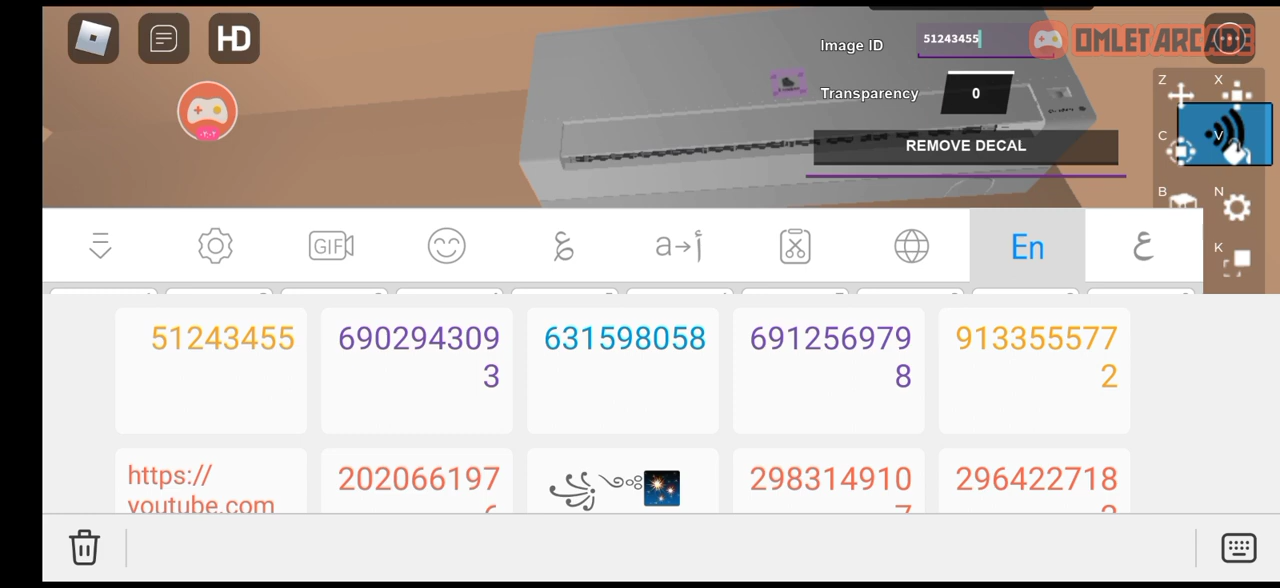 HD
Image ID
51243455
OMLET ARCADE
Transparency
0
REMOVE DECAL
Z
X
C
V
B
N
K
GIF
ع
a→أ
En
ع
51243455
690294309
3
631598058
691256979
8
913355577
2
https://
youtube.com
202066197
298314910
296422718